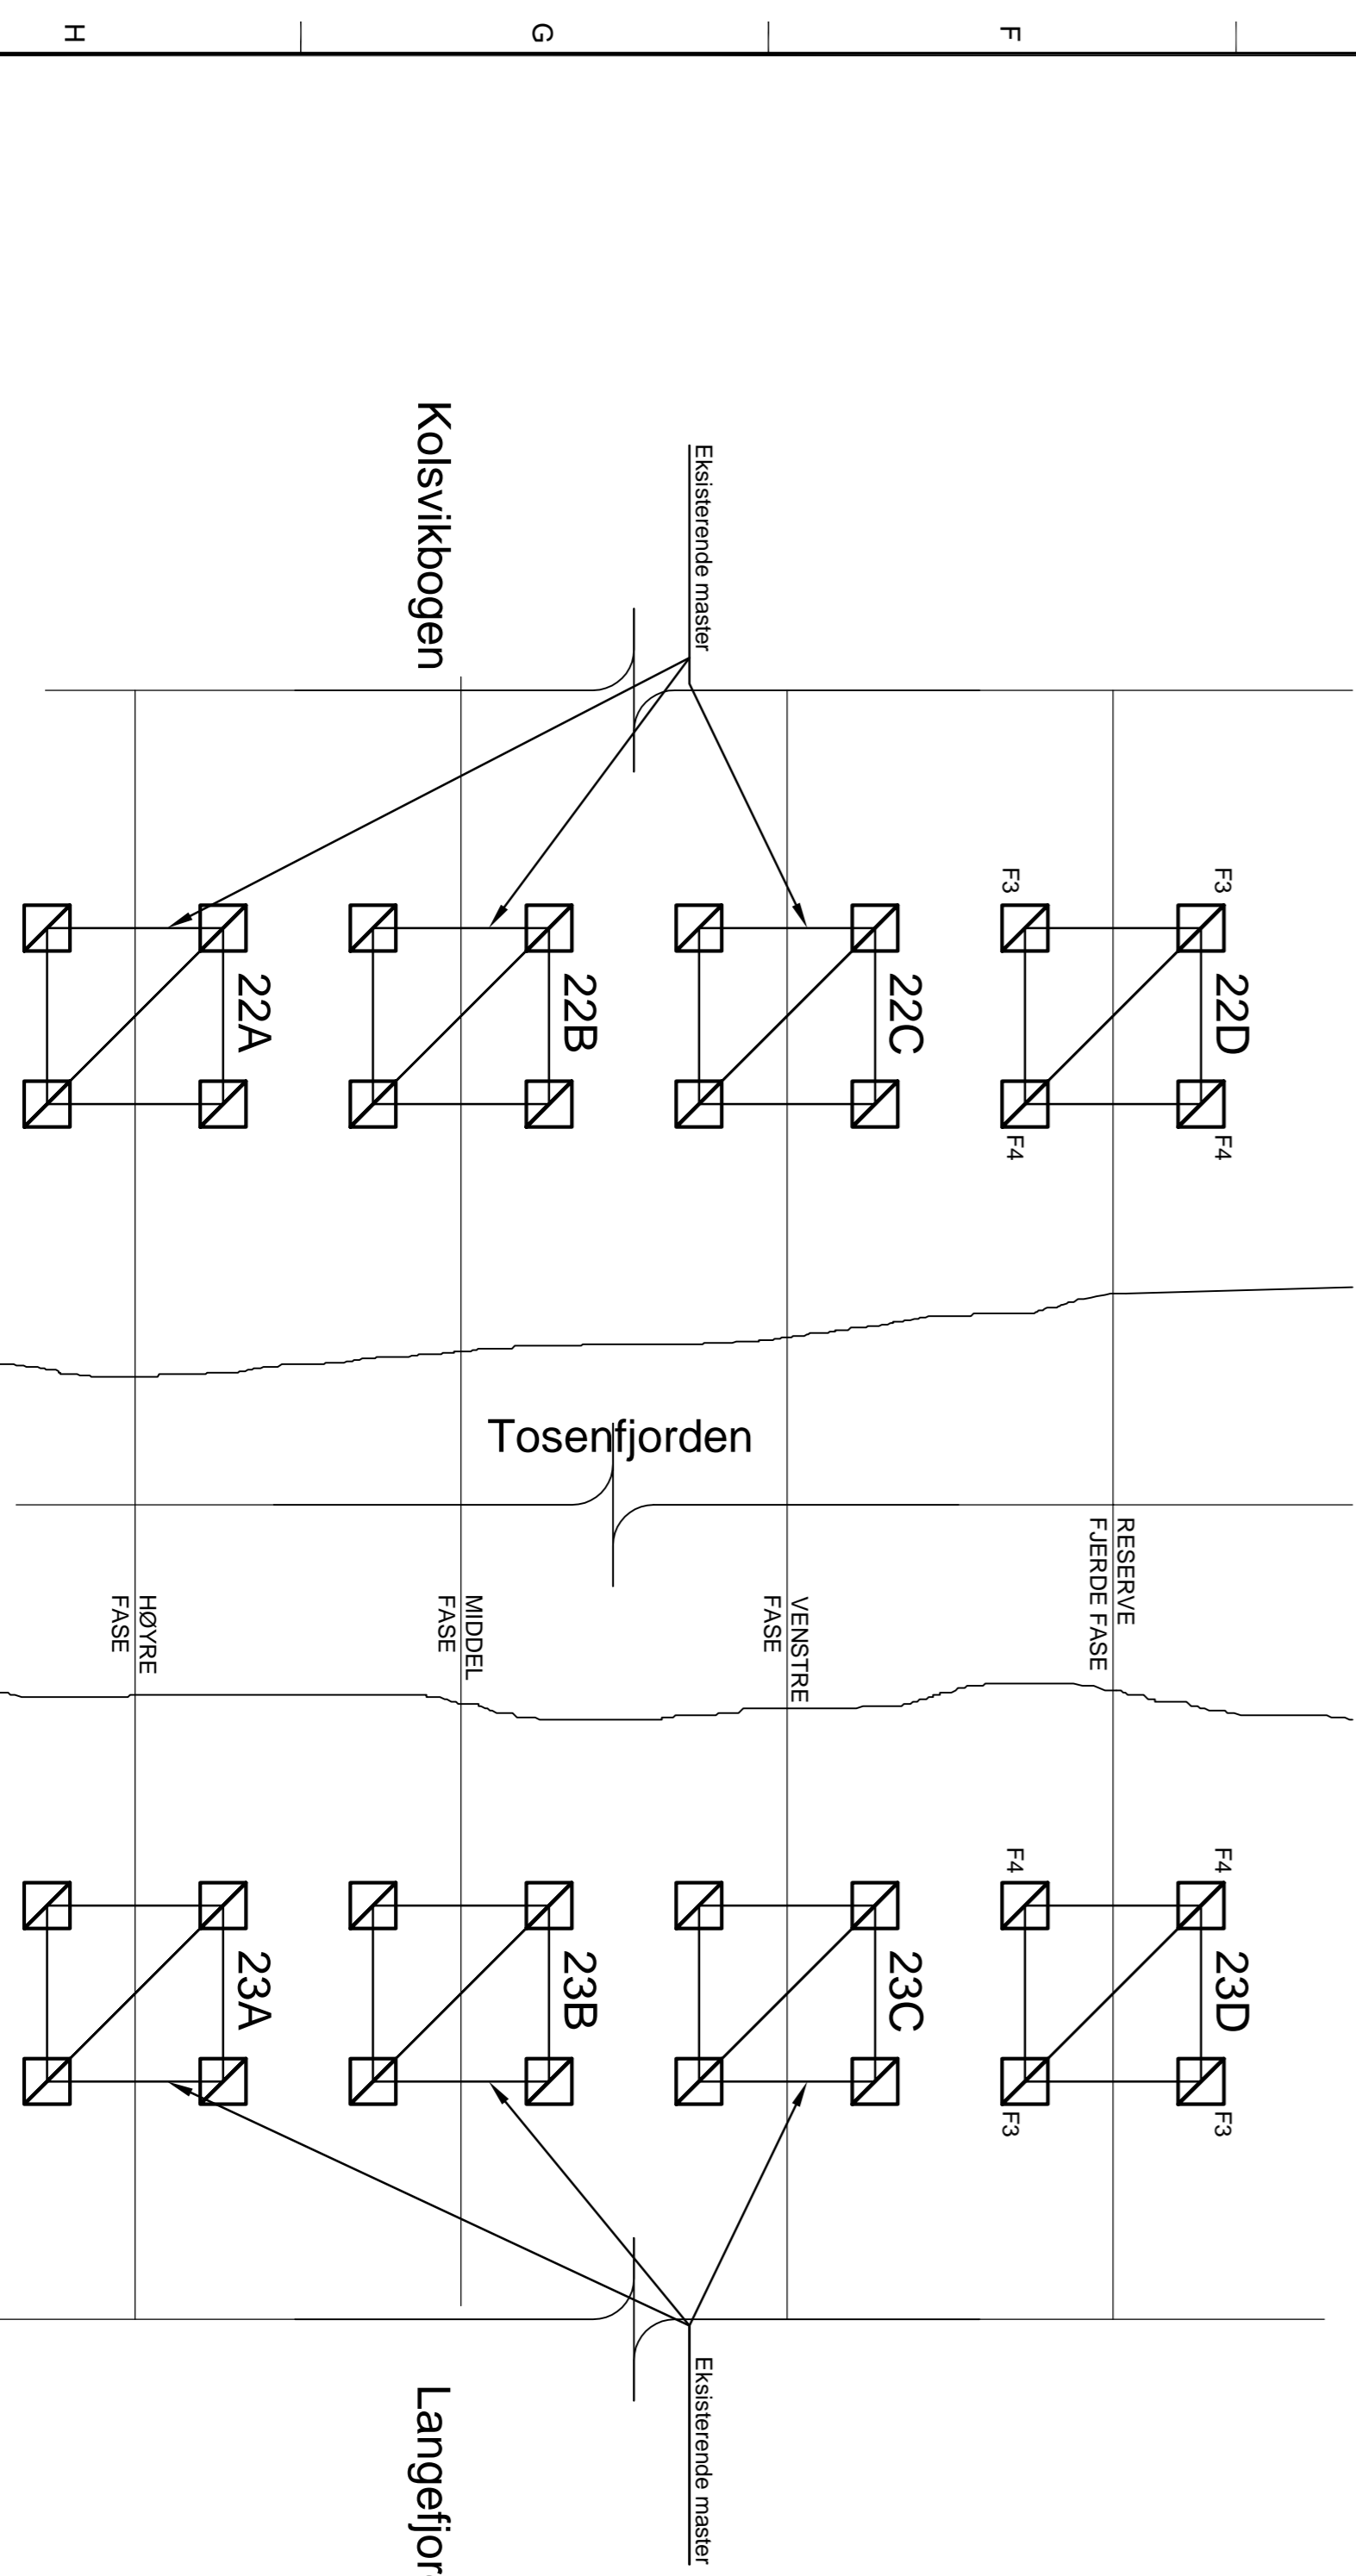 H
G
F
Kolsvikbogen
Eksisterende master
F3
F3
22A
22B
22C
22D
F4
F4
Tosenfjorden
HØYRE
FASE
MIDDEL
FASE
VENSTRE
FASE
RESERVE
FJERDE FASE
F4
F4
23A
23B
23C
23D
F3
F3
Eksisterende master
Langefjor